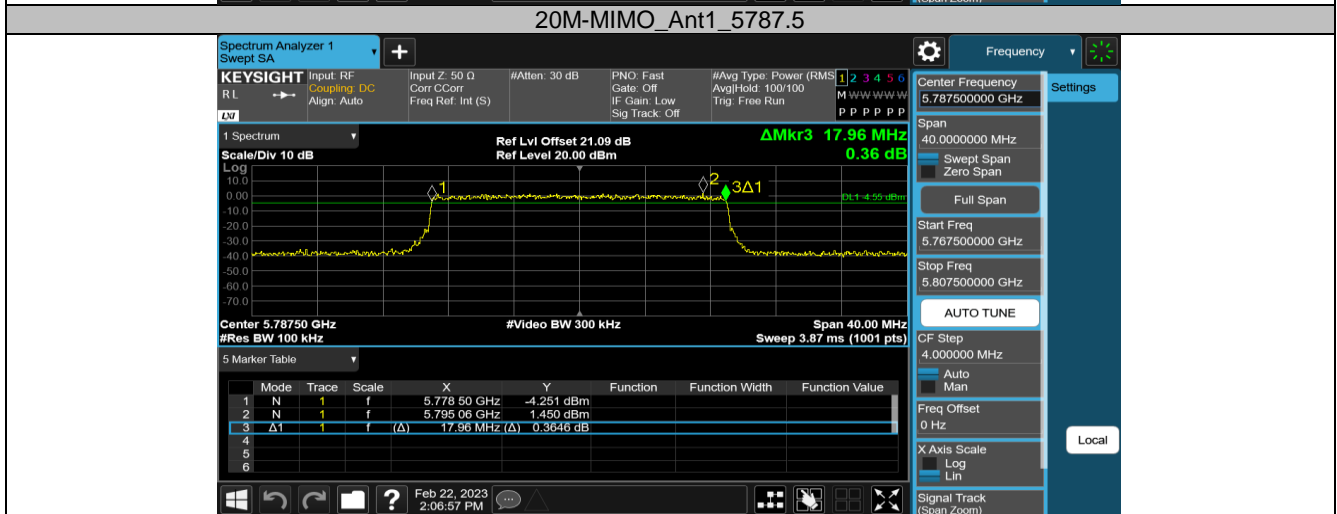 (Span Zoom)
20M-MIMO_Ant1_5787.5
Spectrum Analyzer 1
Swept SA
Frequency
KEYSIGHT
RL
LXI
Input: RF
Coupling: DC
Align: Auto
Input Z: 50 Ω
Corr CCorr
Freq Ref: Int (S)
#Atten: 30 dB
PNO: Fast
Gate: Off
IF Gain: Low
Sig Track: Off
#Avg Type: Power (RMS
Avg|Hold: 100/100
Trig: Free Run
1 2 3 4 5 6
M W W W W W
P P P P P P
1 Spectrum
Scale/Div 10 dB
Ref Lvl Offset 21.09 dB
Ref Level 20.00 dBm
ΔMkr3 17.96 MHz
0.36 dB
Log
10.0
0.00
-10.0
-20.0
-30.0
-40.0
-50.0
-60.0
-70.0
1
2
3Δ1
DL1 -4.55 dBm
Center 5.78750 GHz
#Res BW 100 kHz
#Video BW 300 kHz
Span 40.00 MHz
Sweep 3.87 ms (1001 pts)
5 Marker Table
Mode Trace Scale X Y Function Function Width Function Value
1 N 1 f 5.778 50 GHz -4.251 dBm
2 N 1 f 5.795 06 GHz 1.450 dBm
3 Δ1 1 f (Δ) 17.96 MHz (Δ) 0.3646 dB
4
5
6
Feb 22, 2023
2:06:57 PM
Center Frequency
5.787500000 GHz
Settings
Span
40.0000000 MHz
Swept Span
Zero Span
Full Span
Start Freq
5.767500000 GHz
Stop Freq
5.807500000 GHz
AUTO TUNE
CF Step
4.000000 MHz
Auto
Man
Freq Offset
0 Hz
X Axis Scale
Log
Lin
Local
Signal Track
(Span Zoom)